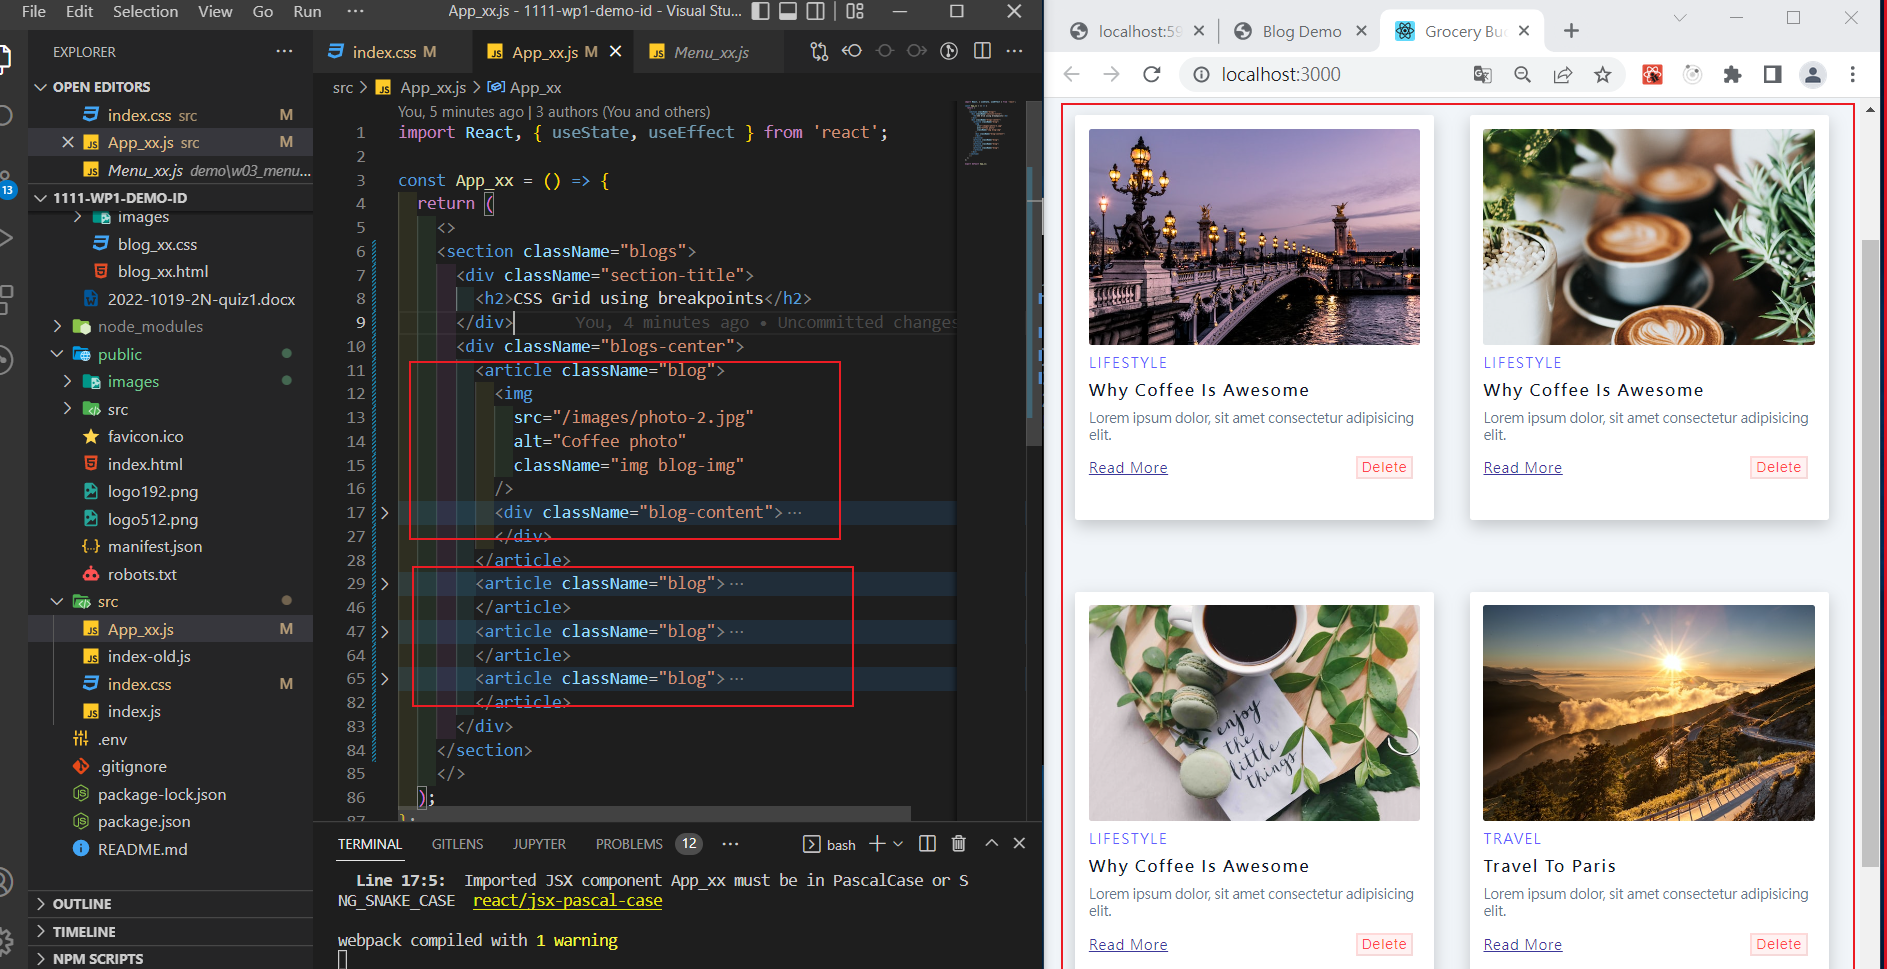 File Edit Selection View Go Run ··· App_xx.js - 1111-wp1-demo-id - Visual Stu...
EXPLORER
OPEN EDITORS
index.css src M
App_xx.js src M
Menu_xx.js demo\w03_menu...
1111-WP1-DEMO-ID
images
blog_xx.css
blog_xx.html
2022-1019-2N-quiz1.docx
node_modules
public
images
src
favicon.ico
index.html
logo192.png
logo512.png
manifest.json
robots.txt
src
App_xx.js M
index-old.js
index.css M
index.js
.env
.gitignore
package-lock.json
package.json
README.md
OUTLINE
TIMELINE
NPM SCRIPTS
13
index.css M App_xx.js M Menu_xx.js
src > App_xx.js > App_xx
You, 5 minutes ago | 3 authors (You and others)
1 import React, { useState, useEffect } from 'react';
2
3 const App_xx = () => {
4 return (
5 <>
6 <section className="blogs">
7 <div className="section-title">
8 <h2>CSS Grid using breakpoints</h2>
9 </div> You, 4 minutes ago • Uncommitted changes
10 <div className="blogs-center">
11 <article className="blog">
12 <img
13 src="/images/photo-2.jpg"
14 alt="Coffee photo"
15 className="img blog-img"
16 />
17 <div className="blog-content">···
27 </div>
28 </article>
29 <article className="blog">···
46 </article>
47 <article className="blog">···
64 </article>
65 <article className="blog">···
82 </article>
83 </div>
84 </section>
85 </>
86 );
87 };
TERMINAL GITLENS JUPYTER PROBLEMS 12 ··· bash
Line 17:5: Imported JSX component App_xx must be in PascalCase or S
NG_SNAKE_CASE react/jsx-pascal-case
webpack compiled with 1 warning
localhost:59 Blog Demo Grocery Bu
localhost:3000
LIFESTYLE
Why Coffee Is Awesome
Lorem ipsum dolor, sit amet consectetur adipisicing
elit.
Read More Delete
LIFESTYLE
Why Coffee Is Awesome
Lorem ipsum dolor, sit amet consectetur adipisicing
elit.
Read More Delete
enjoy
the
little
things
LIFESTYLE
Why Coffee Is Awesome
Lorem ipsum dolor, sit amet consectetur adipisicing
elit.
Read More Delete
TRAVEL
Travel To Paris
Lorem ipsum dolor, sit amet consectetur adipisicing
elit.
Read More Delete